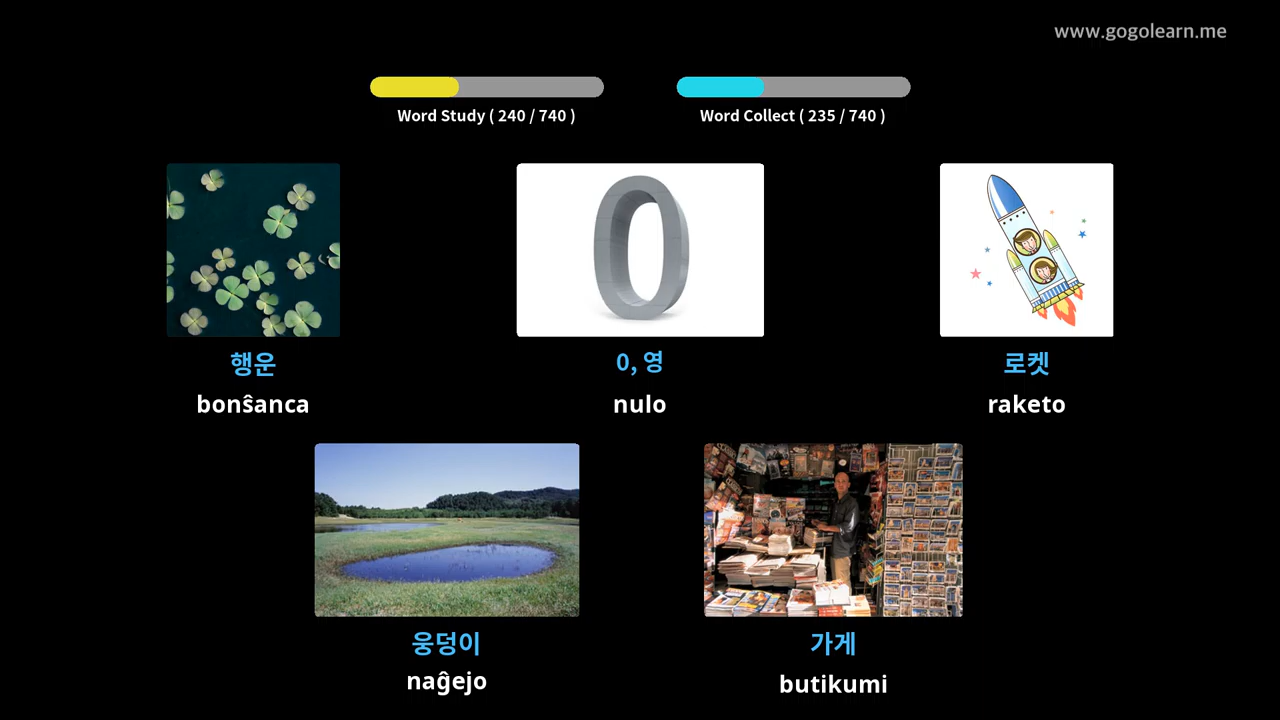 www.gogolearn.me
Word Study ( 240 / 740 )
Word Collect ( 235 / 740 )
행운
bonŝanca
0, 영
nulo
로켓
raketo
웅덩이
naĝejo
가게
butikumi